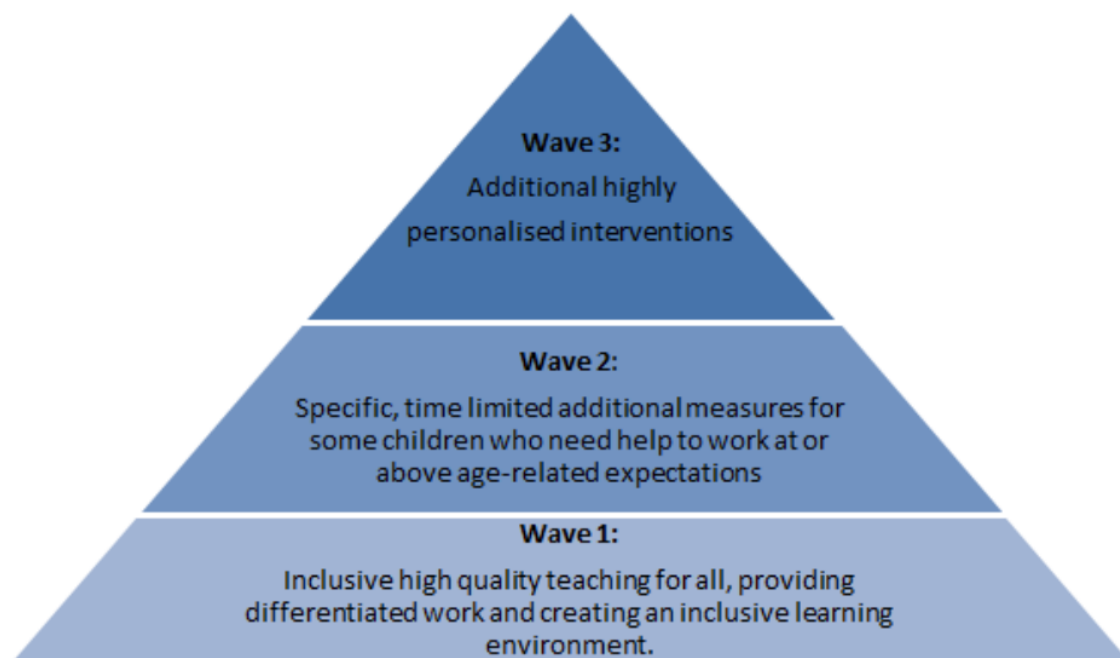 Wave 3:
Additional highly
personalised interventions
Wave 2:
Specific, time limited additional measures for
some children who need help to work at or
above age-related expectations
Wave 1:
Inclusive high quality teaching for all, providing
differentiated work and creating an inclusive learning
environment.